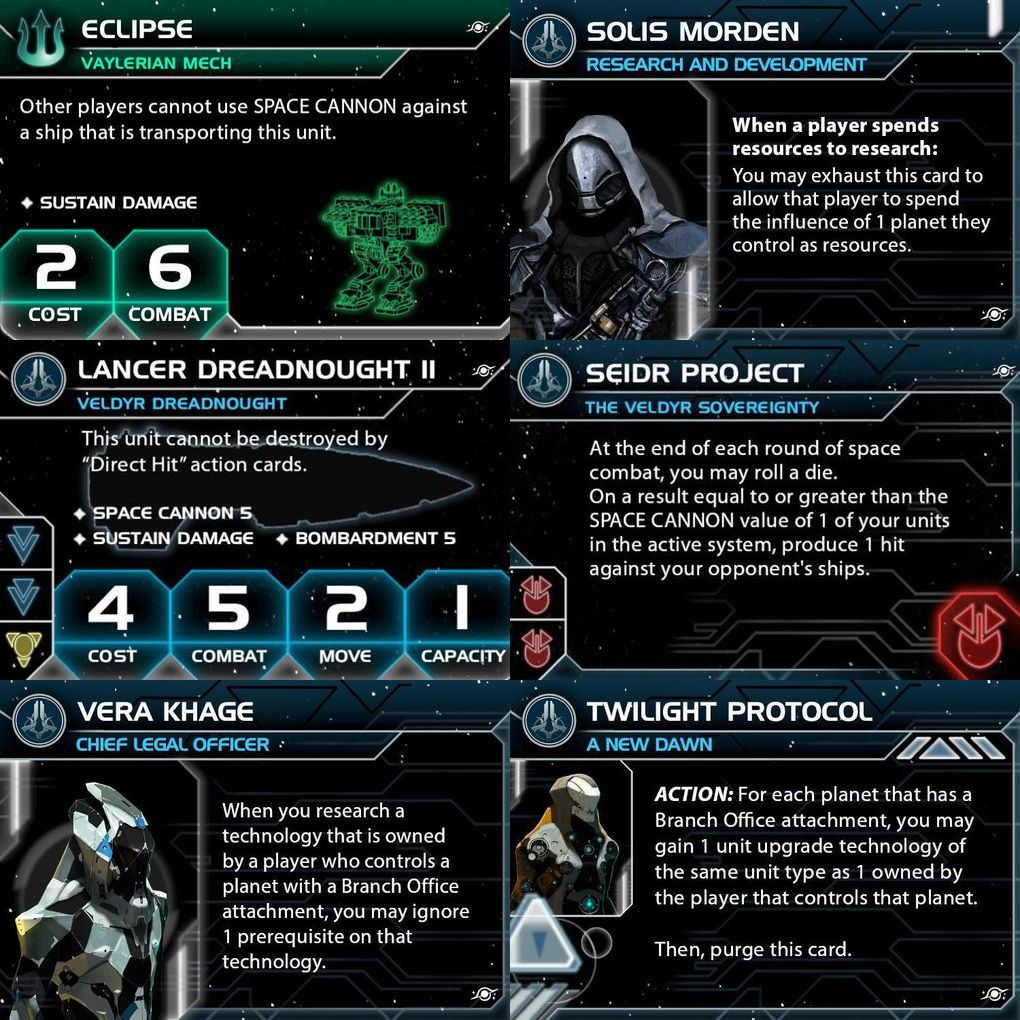 ECLIPSE
VAYLERIAN MECH
Other players cannot use SPACE CANNON against
a ship that is transporting this unit.
SUSTAIN DAMAGE
2 6
COST COMBAT
SOLIS MORDEN
RESEARCH AND DEVELOPMENT
When a player spends
resources to research:
You may exhaust this card to
allow that player to spend
the influence of 1 planet they
control as resources.
LANCER DREADNOUGHT II
VELDYR DREADNOUGHT
This unit cannot be destroyed by
“Direct Hit” action cards.
SPACE CANNON 5
SUSTAIN DAMAGE BOMBARDMENT 5
4 5 2 1
COST COMBAT MOVE CAPACITY
SEIDR PROJECT
THE VELDYR SOVEREIGNTY
At the end of each round of space
combat, you may roll a die.
On a result equal to or greater than the
SPACE CANNON value of 1 of your units
in the active system, produce 1 hit
against your opponent's ships.
VERA KHAGE
CHIEF LEGAL OFFICER
When you research a
technology that is owned
by a player who controls a
planet with a Branch Office
attachment, you may ignore
1 prerequisite on that
technology.
TWILIGHT PROTOCOL
A NEW DAWN
ACTION: For each planet that has a
Branch Office attachment, you may
gain 1 unit upgrade technology of
the same unit type as 1 owned by
the player that controls that planet.
Then, purge this card.